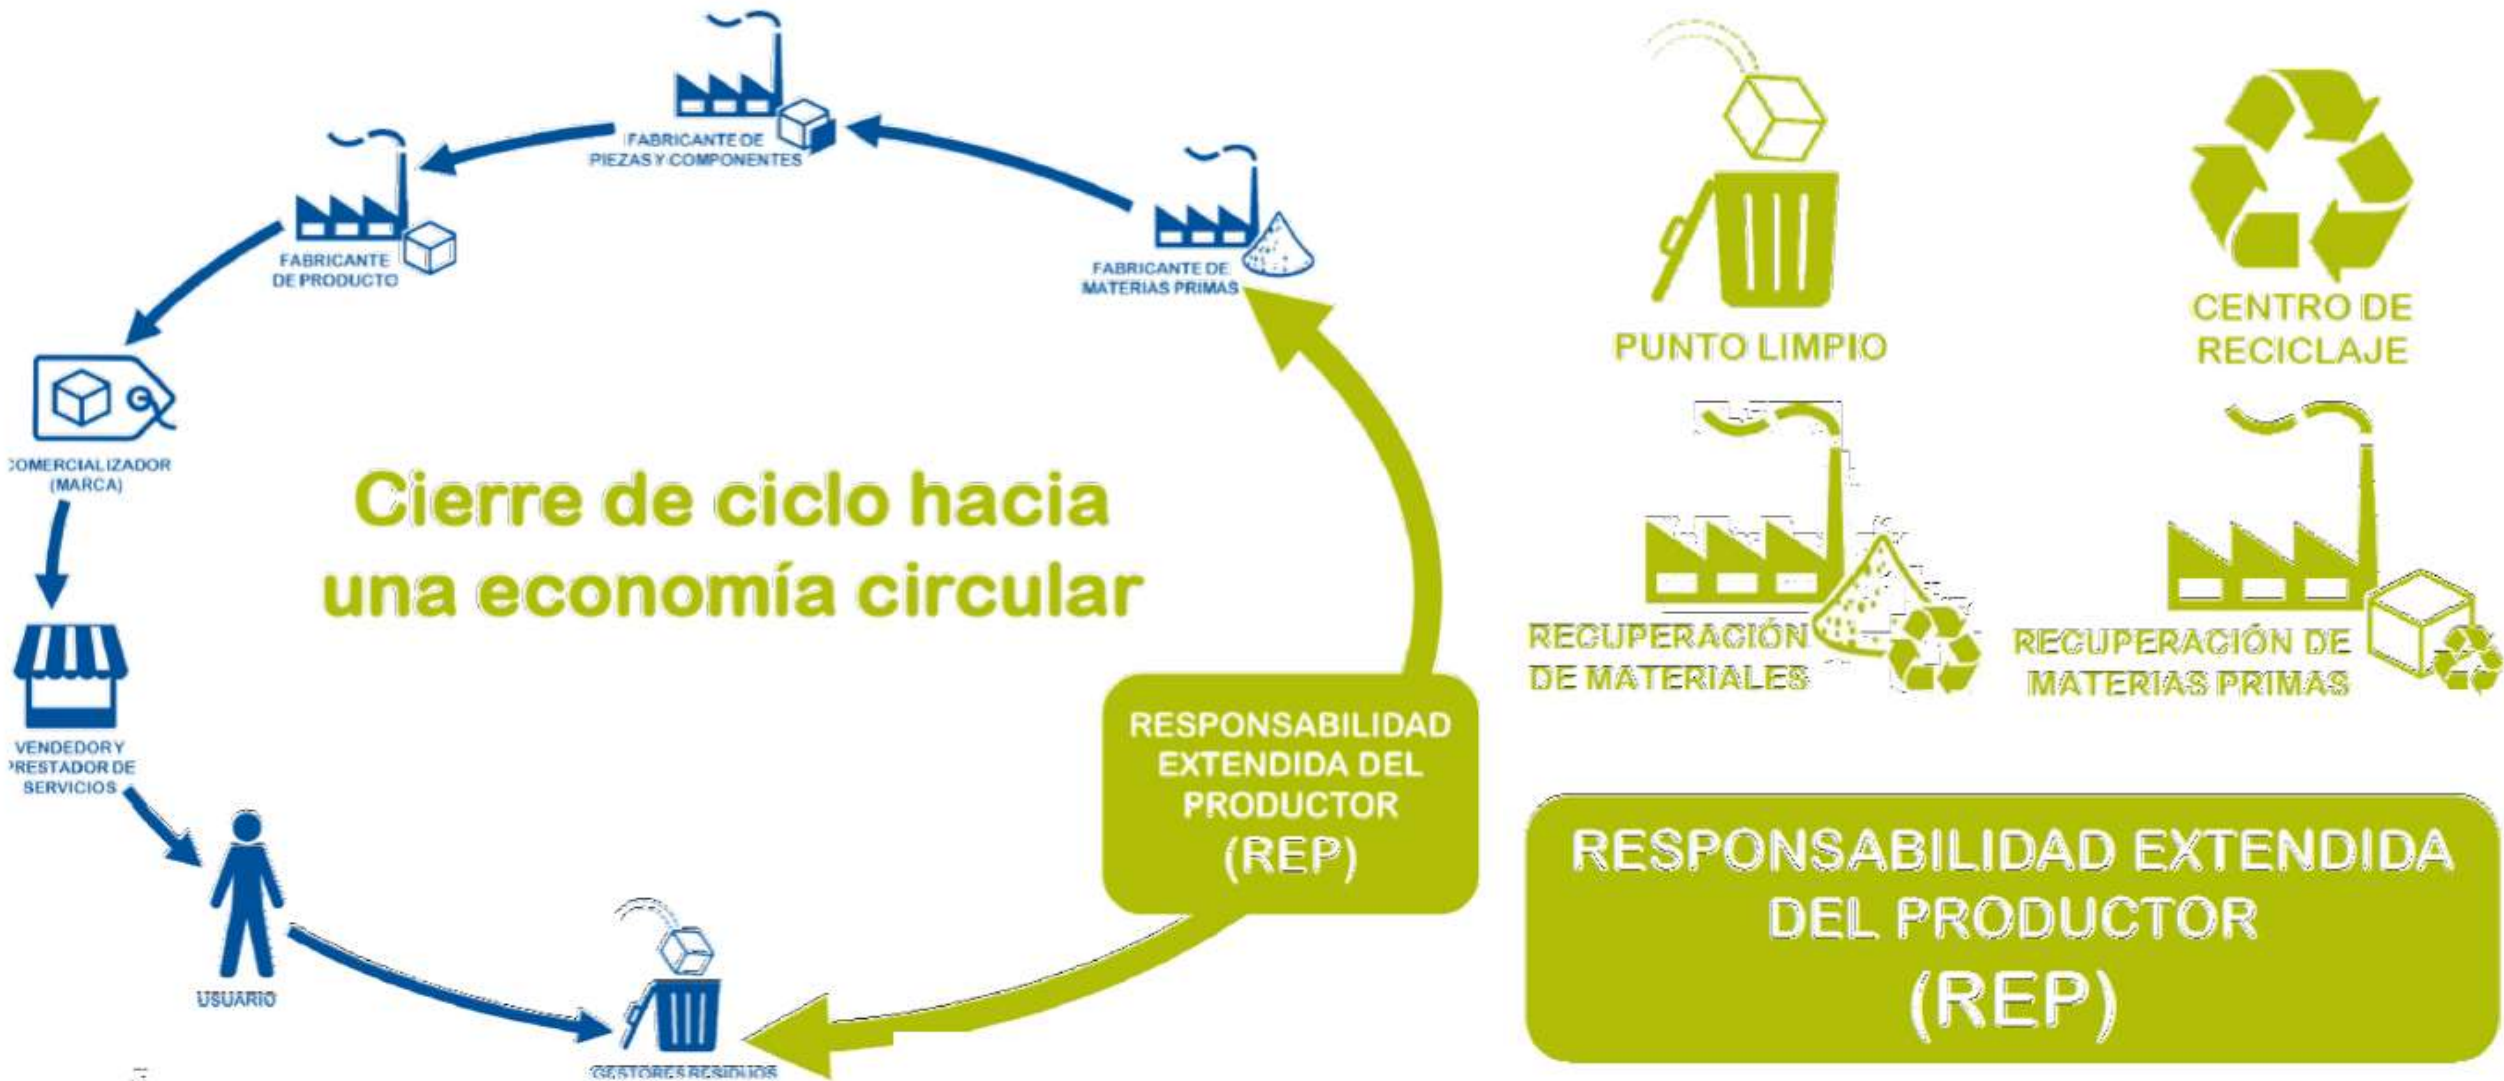 FABRICANTE DE
PIEZAS Y COMPONENTES
FABRICANTE
DE PRODUCTO
FABRICANTE DE
MATERIAS PRIMAS
COMERCIALIZADOR
(MARCA)
Cierre de ciclo hacia
una economía circular
VENDEDOR Y
PRESTADOR DE
SERVICIOS
USUARIO
GESTORES RESIDUOS
RESPONSABILIDAD
EXTENDIDA DEL
PRODUCTOR
(REP)
PUNTO LIMPIO
CENTRO DE
RECICLAJE
RECUPERACIÓN
DE MATERIALES
RECUPERACIÓN DE
MATERIAS PRIMAS
RESPONSABILIDAD EXTENDIDA
DEL PRODUCTOR
(REP)